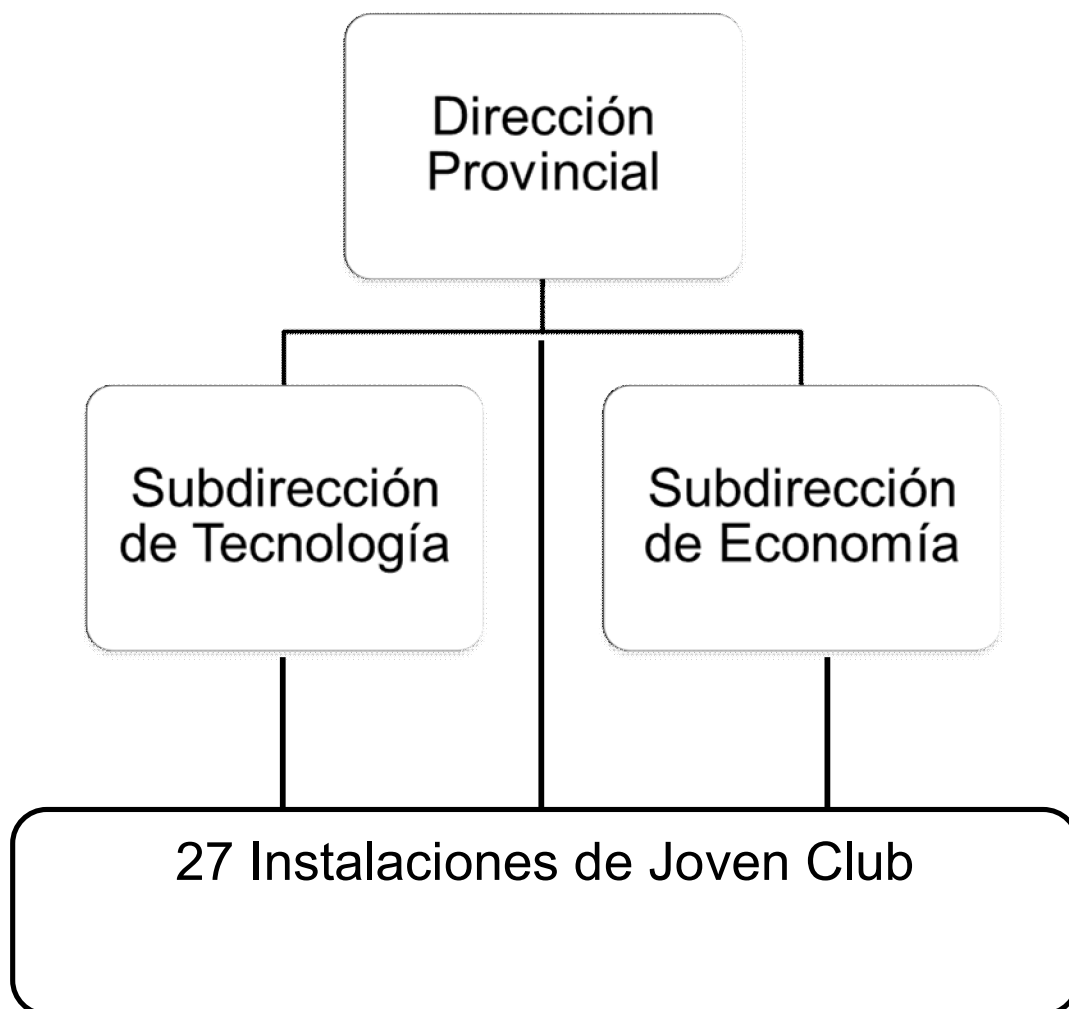 Dirección
Provincial
Subdirección
de Tecnología
Subdirección
de Economía
27 Instalaciones de Joven Club